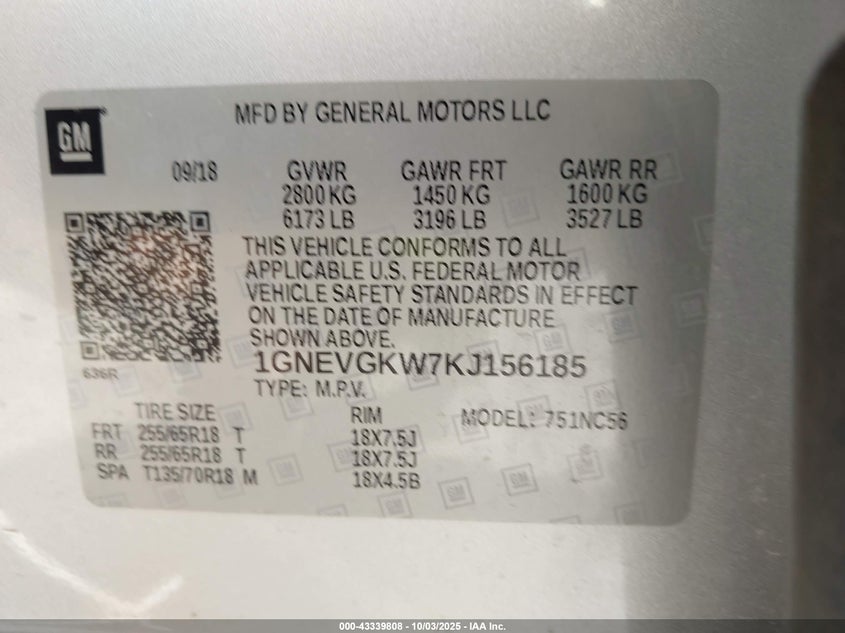 GM
MFD BY GENERAL MOTORS LLC
09/18 GVWR GAWR FRT GAWR RR
2800 KG 1450 KG 1600 KG
6173 LB 3196 LB 3527 LB
THIS VEHICLE CONFORMS TO ALL
APPLICABLE U.S. FEDERAL MOTOR
VEHICLE SAFETY STANDARDS IN EFFECT
ON THE DATE OF MANUFACTURE
SHOWN ABOVE.
636R
1GNEVGKW7KJ156185
TYPE: M.P.V.
TIRE SIZE RIM MODEL: 751NC56
FRT 255/65R18 T 18X7.5J
RR 255/65R18 T 18X7.5J
SPA T135/70R18 M 18X4.5B
000-43339808 - 10/03/2025 - IAA Inc.